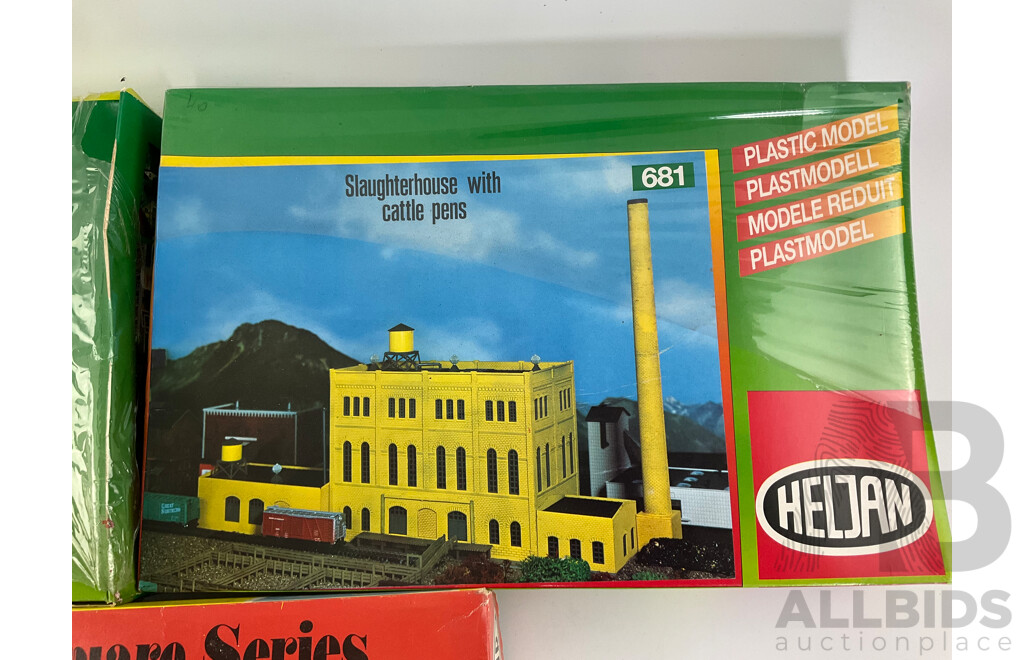 Slaughterhouse with
cattle pens
681
PLASTIC MODEL
PLASTMODELL
MODELE REDUIT
PLASTMODEL
HELJAN
Series
B
ALLBIDS
auctionplace